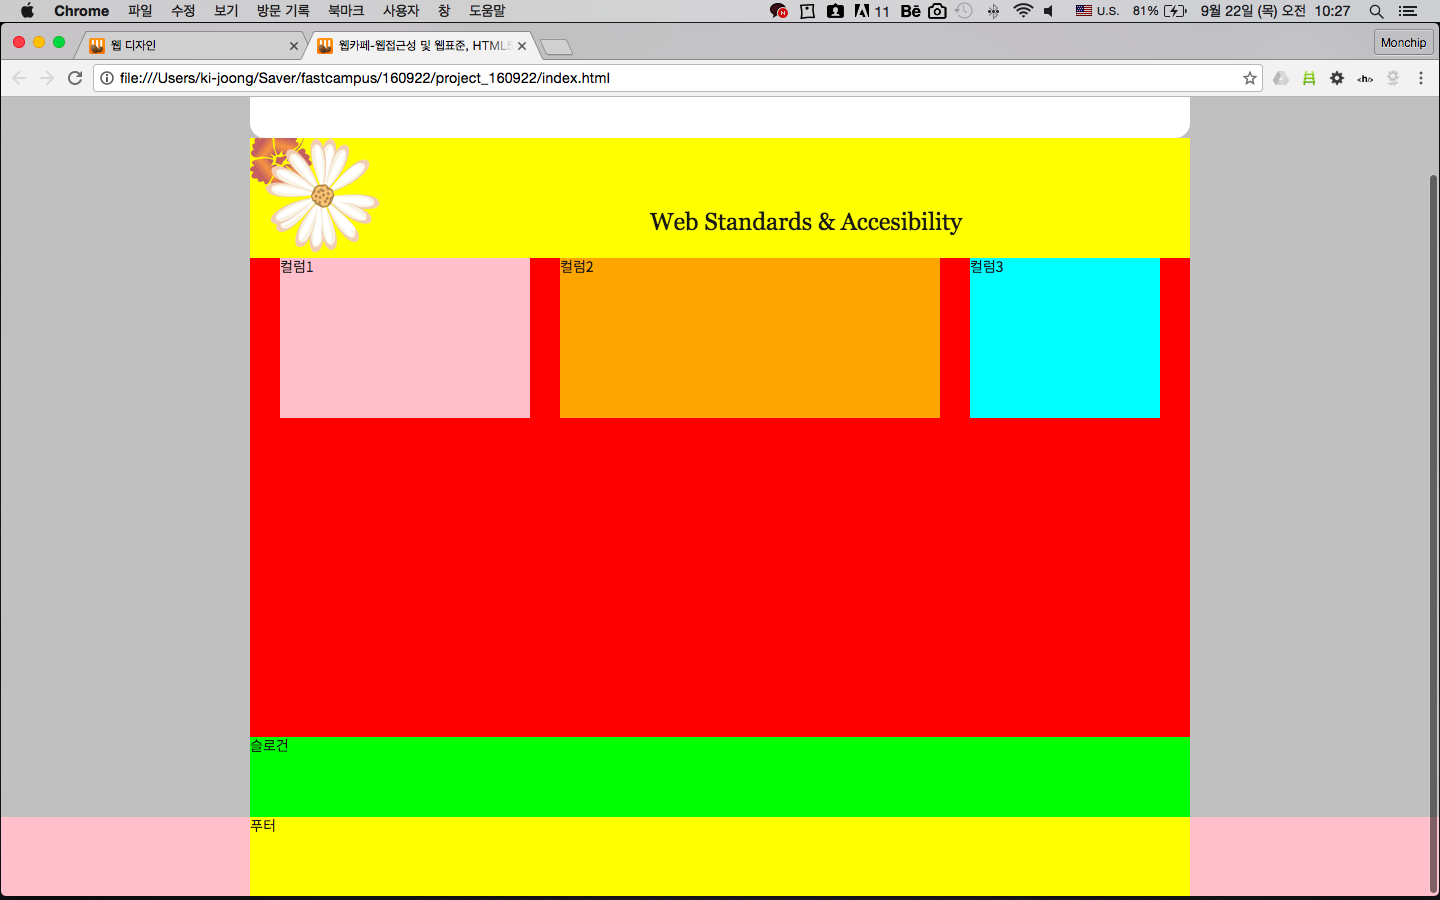 Chrome 파일 수정 보기 방문 기록 북마크 사용자 창 도움말 11 Bē U.S. 81% 9월 22일 (목) 오전 10:27
웹 디자인 웹카페-웹접근성 및 웹표준, HTML5 Monchip
file:///Users/ki-joong/Saver/fastcampus/160922/project_160922/index.html <h/>
Web Standards & Accesibility
컬럼1 컬럼2 컬럼3
슬로건
푸터